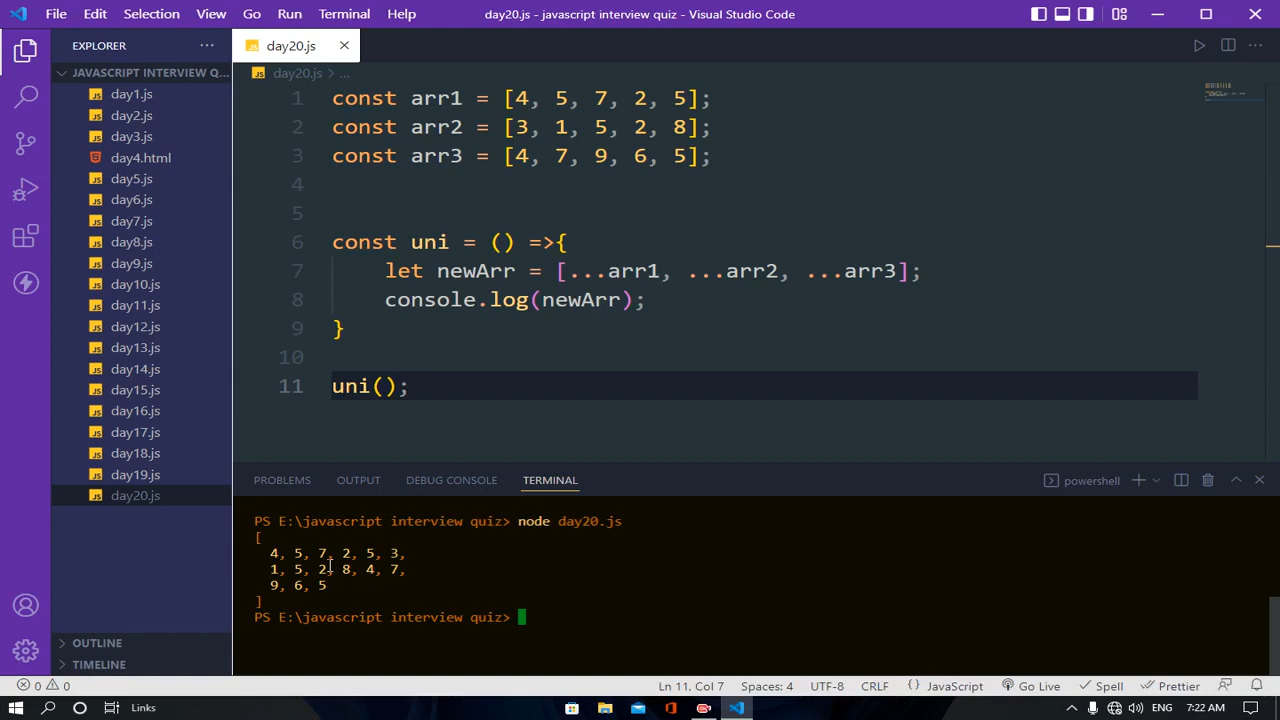 File Edit Selection View Go Run Terminal Help
day20.js - javascript interview quiz - Visual Studio Code
EXPLORER
JAVASCRIPT INTERVIEW Q...
day1.js
day2.js
day3.js
day4.html
day5.js
day6.js
day7.js
day8.js
day9.js
day10.js
day11.js
day12.js
day13.js
day14.js
day15.js
day16.js
day17.js
day18.js
day19.js
day20.js
OUTLINE
TIMELINE
JS day20.js
JS day20.js > ...
1 const arr1 = [4, 5, 7, 2, 5];
2 const arr2 = [3, 1, 5, 2, 8];
3 const arr3 = [4, 7, 9, 6, 5];
4
5
6 const uni = () =>{
7 let newArr = [...arr1, ...arr2, ...arr3];
8 console.log(newArr);
9 }
10
11 uni();
PROBLEMS OUTPUT DEBUG CONSOLE TERMINAL
powershell
PS E:\javascript interview quiz> node day20.js
[
4, 5, 7, 2, 5, 3,
1, 5, 2, 8, 4, 7,
9, 6, 5
]
PS E:\javascript interview quiz>
0 0
Ln 11, Col 7 Spaces: 4 UTF-8 CRLF { } JavaScript Go Live Spell Prettier
Links
ENG 7:22 AM